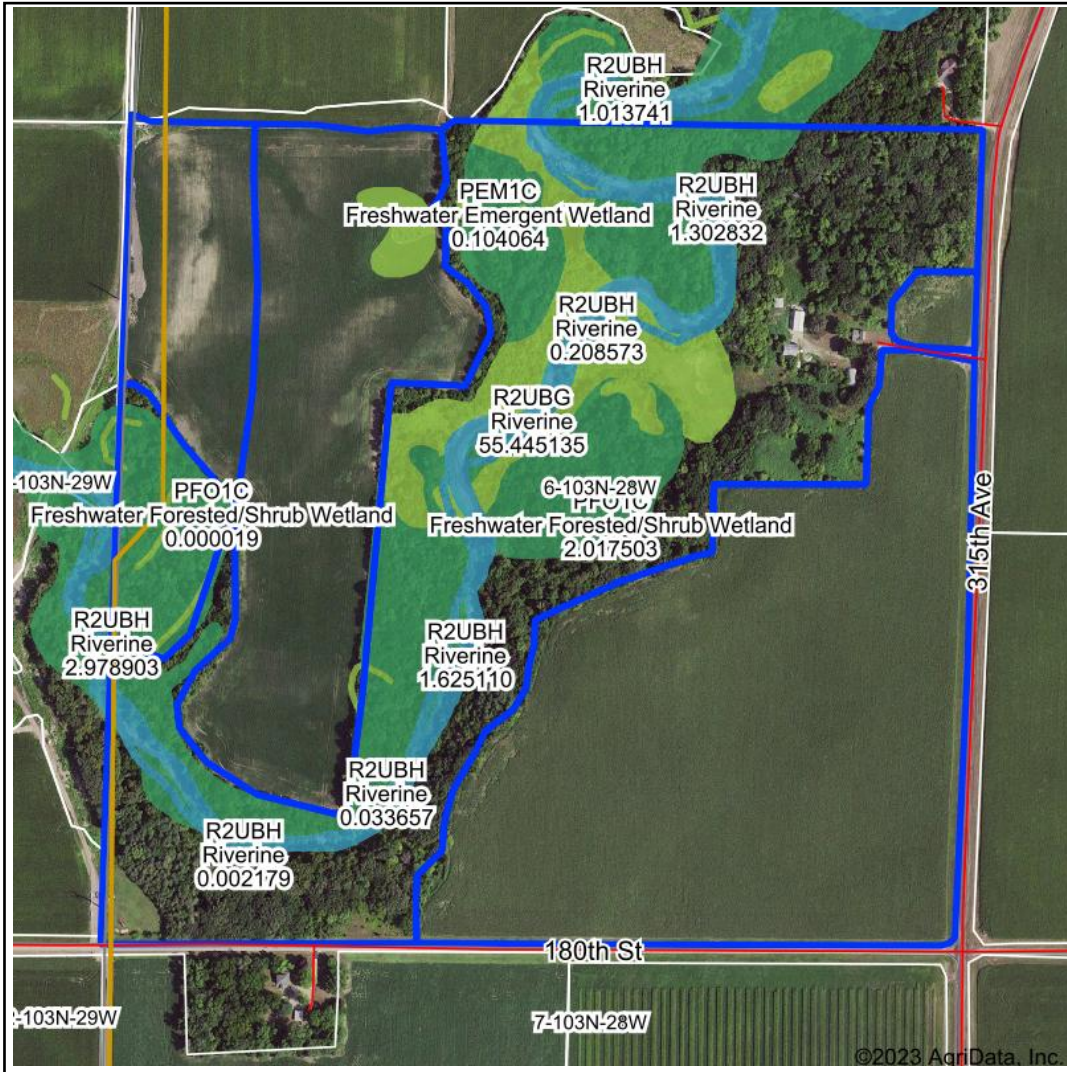 R2UBH
Riverine
1.013741
PEM1C
Freshwater Emergent Wetland
0.104064
R2UBH
Riverine
1.302832
R2UBH
Riverine
0.208573
R2UBG
Riverine
55.445135
-103N-29W
PFO1C
Freshwater Forested/Shrub Wetland
0.000019
6-103N-28W
PFO1C
Freshwater Forested/Shrub Wetland
2.017503
315th Ave
R2UBH
Riverine
2.978903
R2UBH
Riverine
1.625110
R2UBH
Riverine
0.033657
R2UBH
Riverine
0.002179
180th St
-103N-29W
7-103N-28W
©2023 AgriData, Inc.